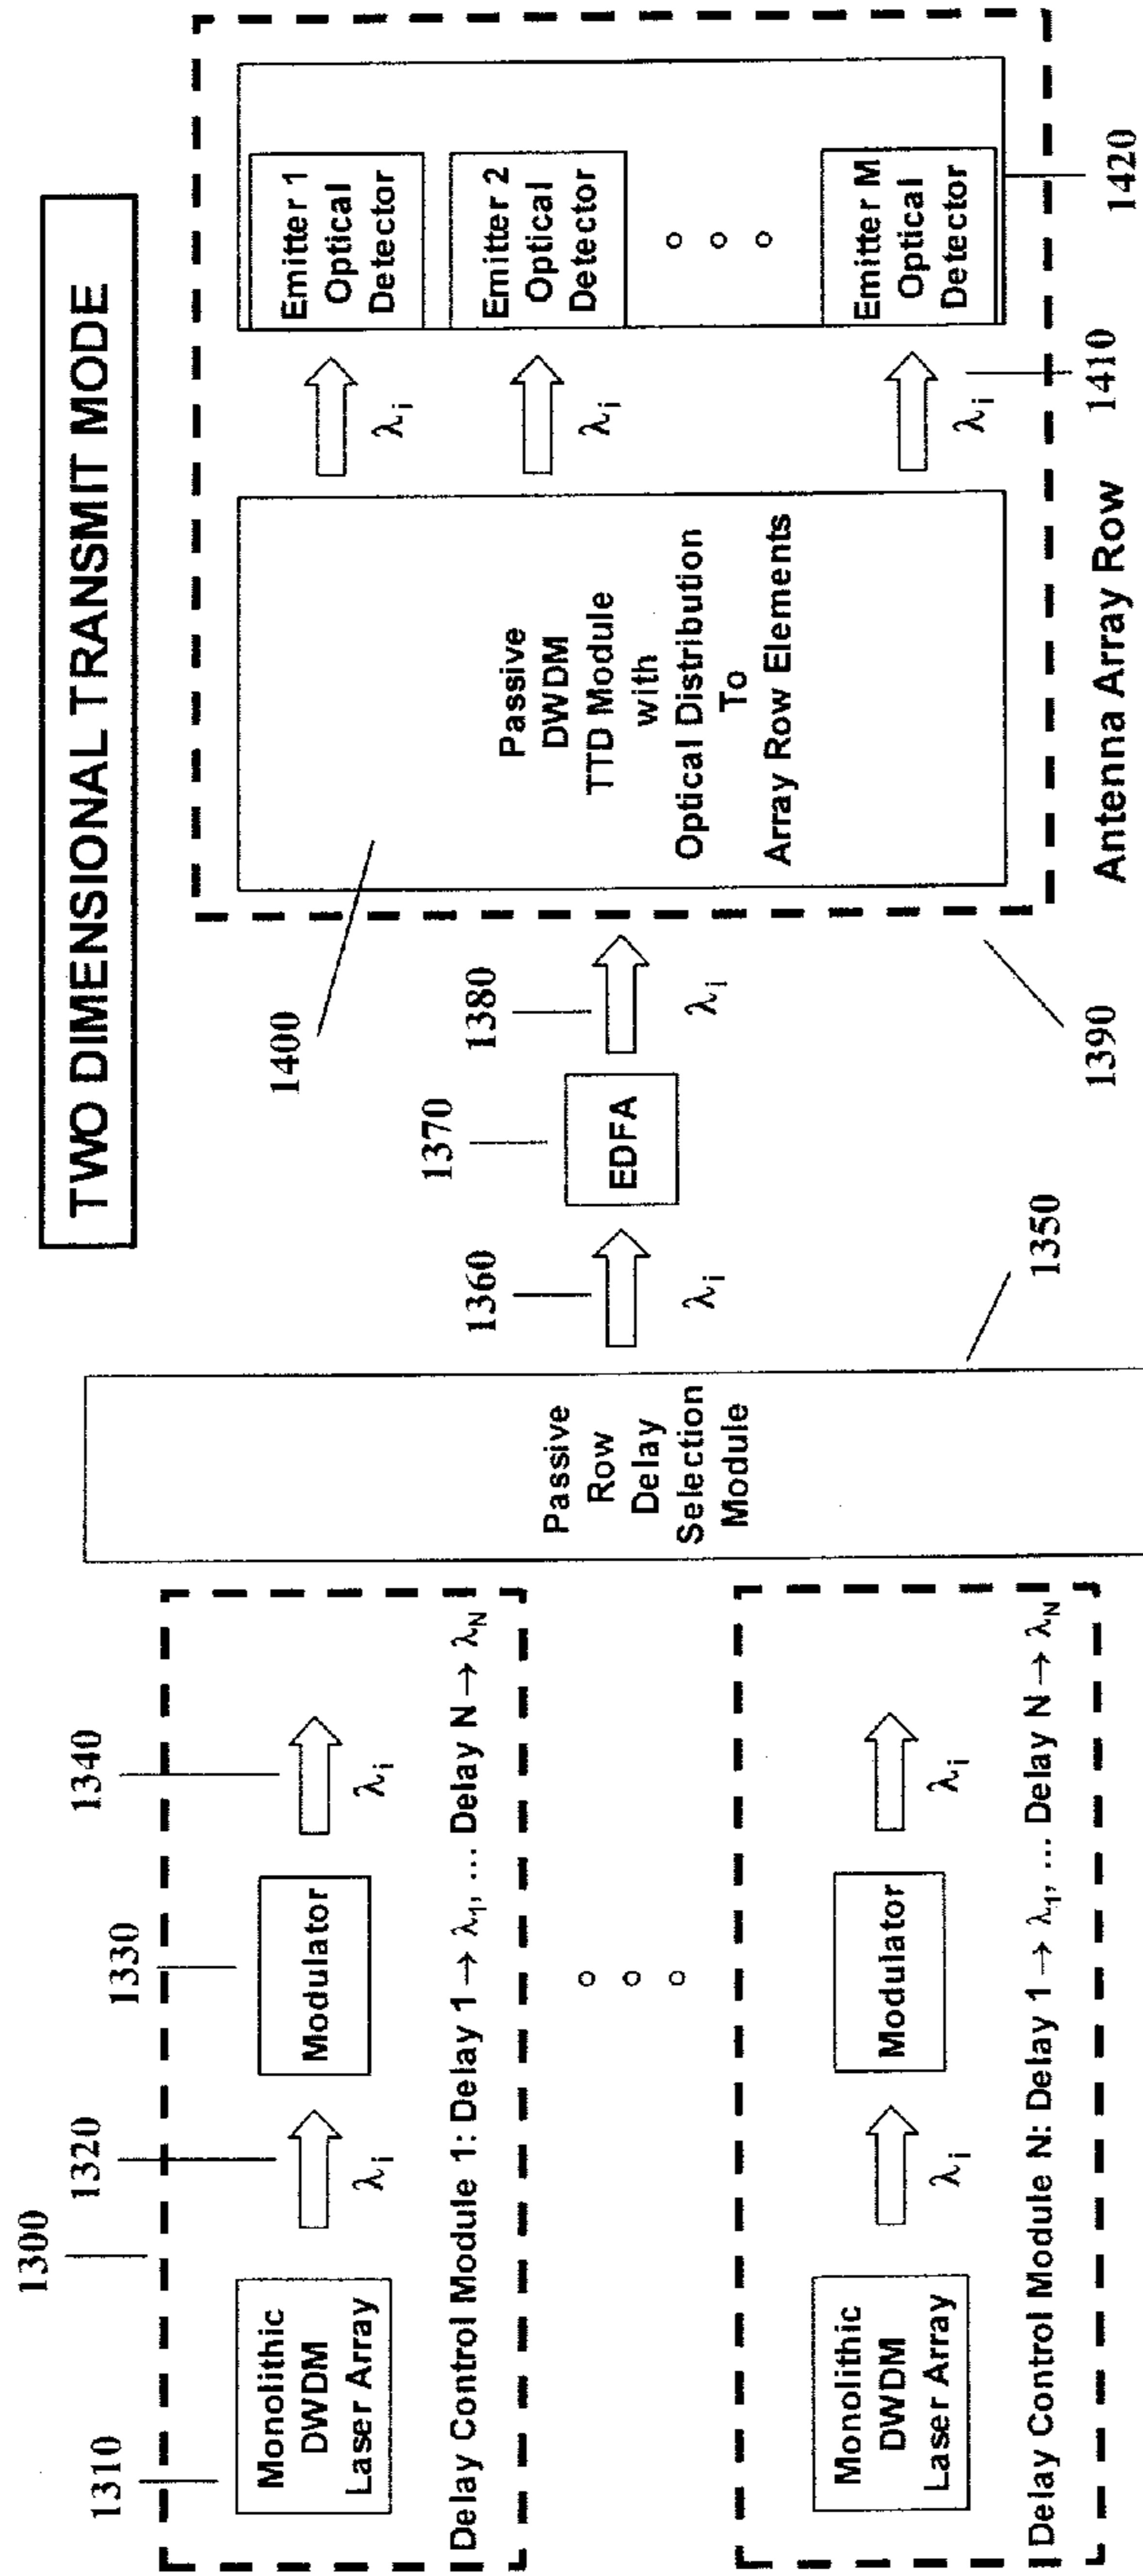 TWO DIMENSIONAL TRANSMIT MODE
1300
1310
1320
1330
1340
Monolithic
DWDM
Laser Array
λi
Modulator
λi
Delay Control Module 1: Delay 1 → λ1, ... Delay N → λN
Monolithic
DWDM
Laser Array
λi
Modulator
λi
Delay Control Module N: Delay 1 → λ1, ... Delay N → λN
Passive
Row
Delay
Selection
Module
1350
1360
λi
1370
EDFA
1380
λi
1390
1400
Passive
DWDM
TTD Module
with
Optical Distribution
To
Array Row Elements
λi
λi
λi
1410
Emitter 1
Optical
Detector
Emitter 2
Optical
Detector
Emitter M
Optical
Detector
1420
Antenna Array Row